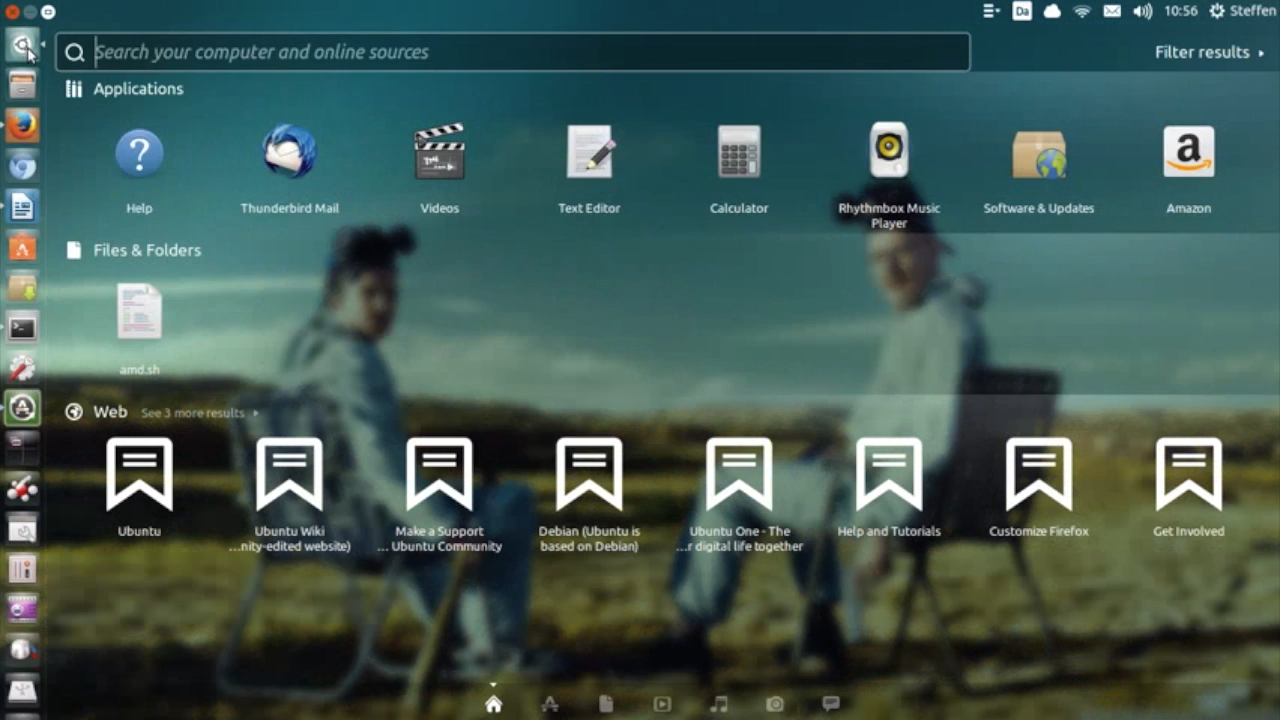 Da
10:56
Steffen
Search your computer and online sources
Filter results
Applications
Help
Thunderbird Mail
Videos
Text Editor
Calculator
Rhythmbox Music
Player
Software & Updates
Amazon
Files & Folders
amd.sh
Web
See 3 more results
Ubuntu
Ubuntu Wiki
…nity-edited website)
Make a Support
… Ubuntu Community
Debian (Ubuntu is
based on Debian)
Ubuntu One - The
…r digital life together
Help and Tutorials
Customize Firefox
Get Involved